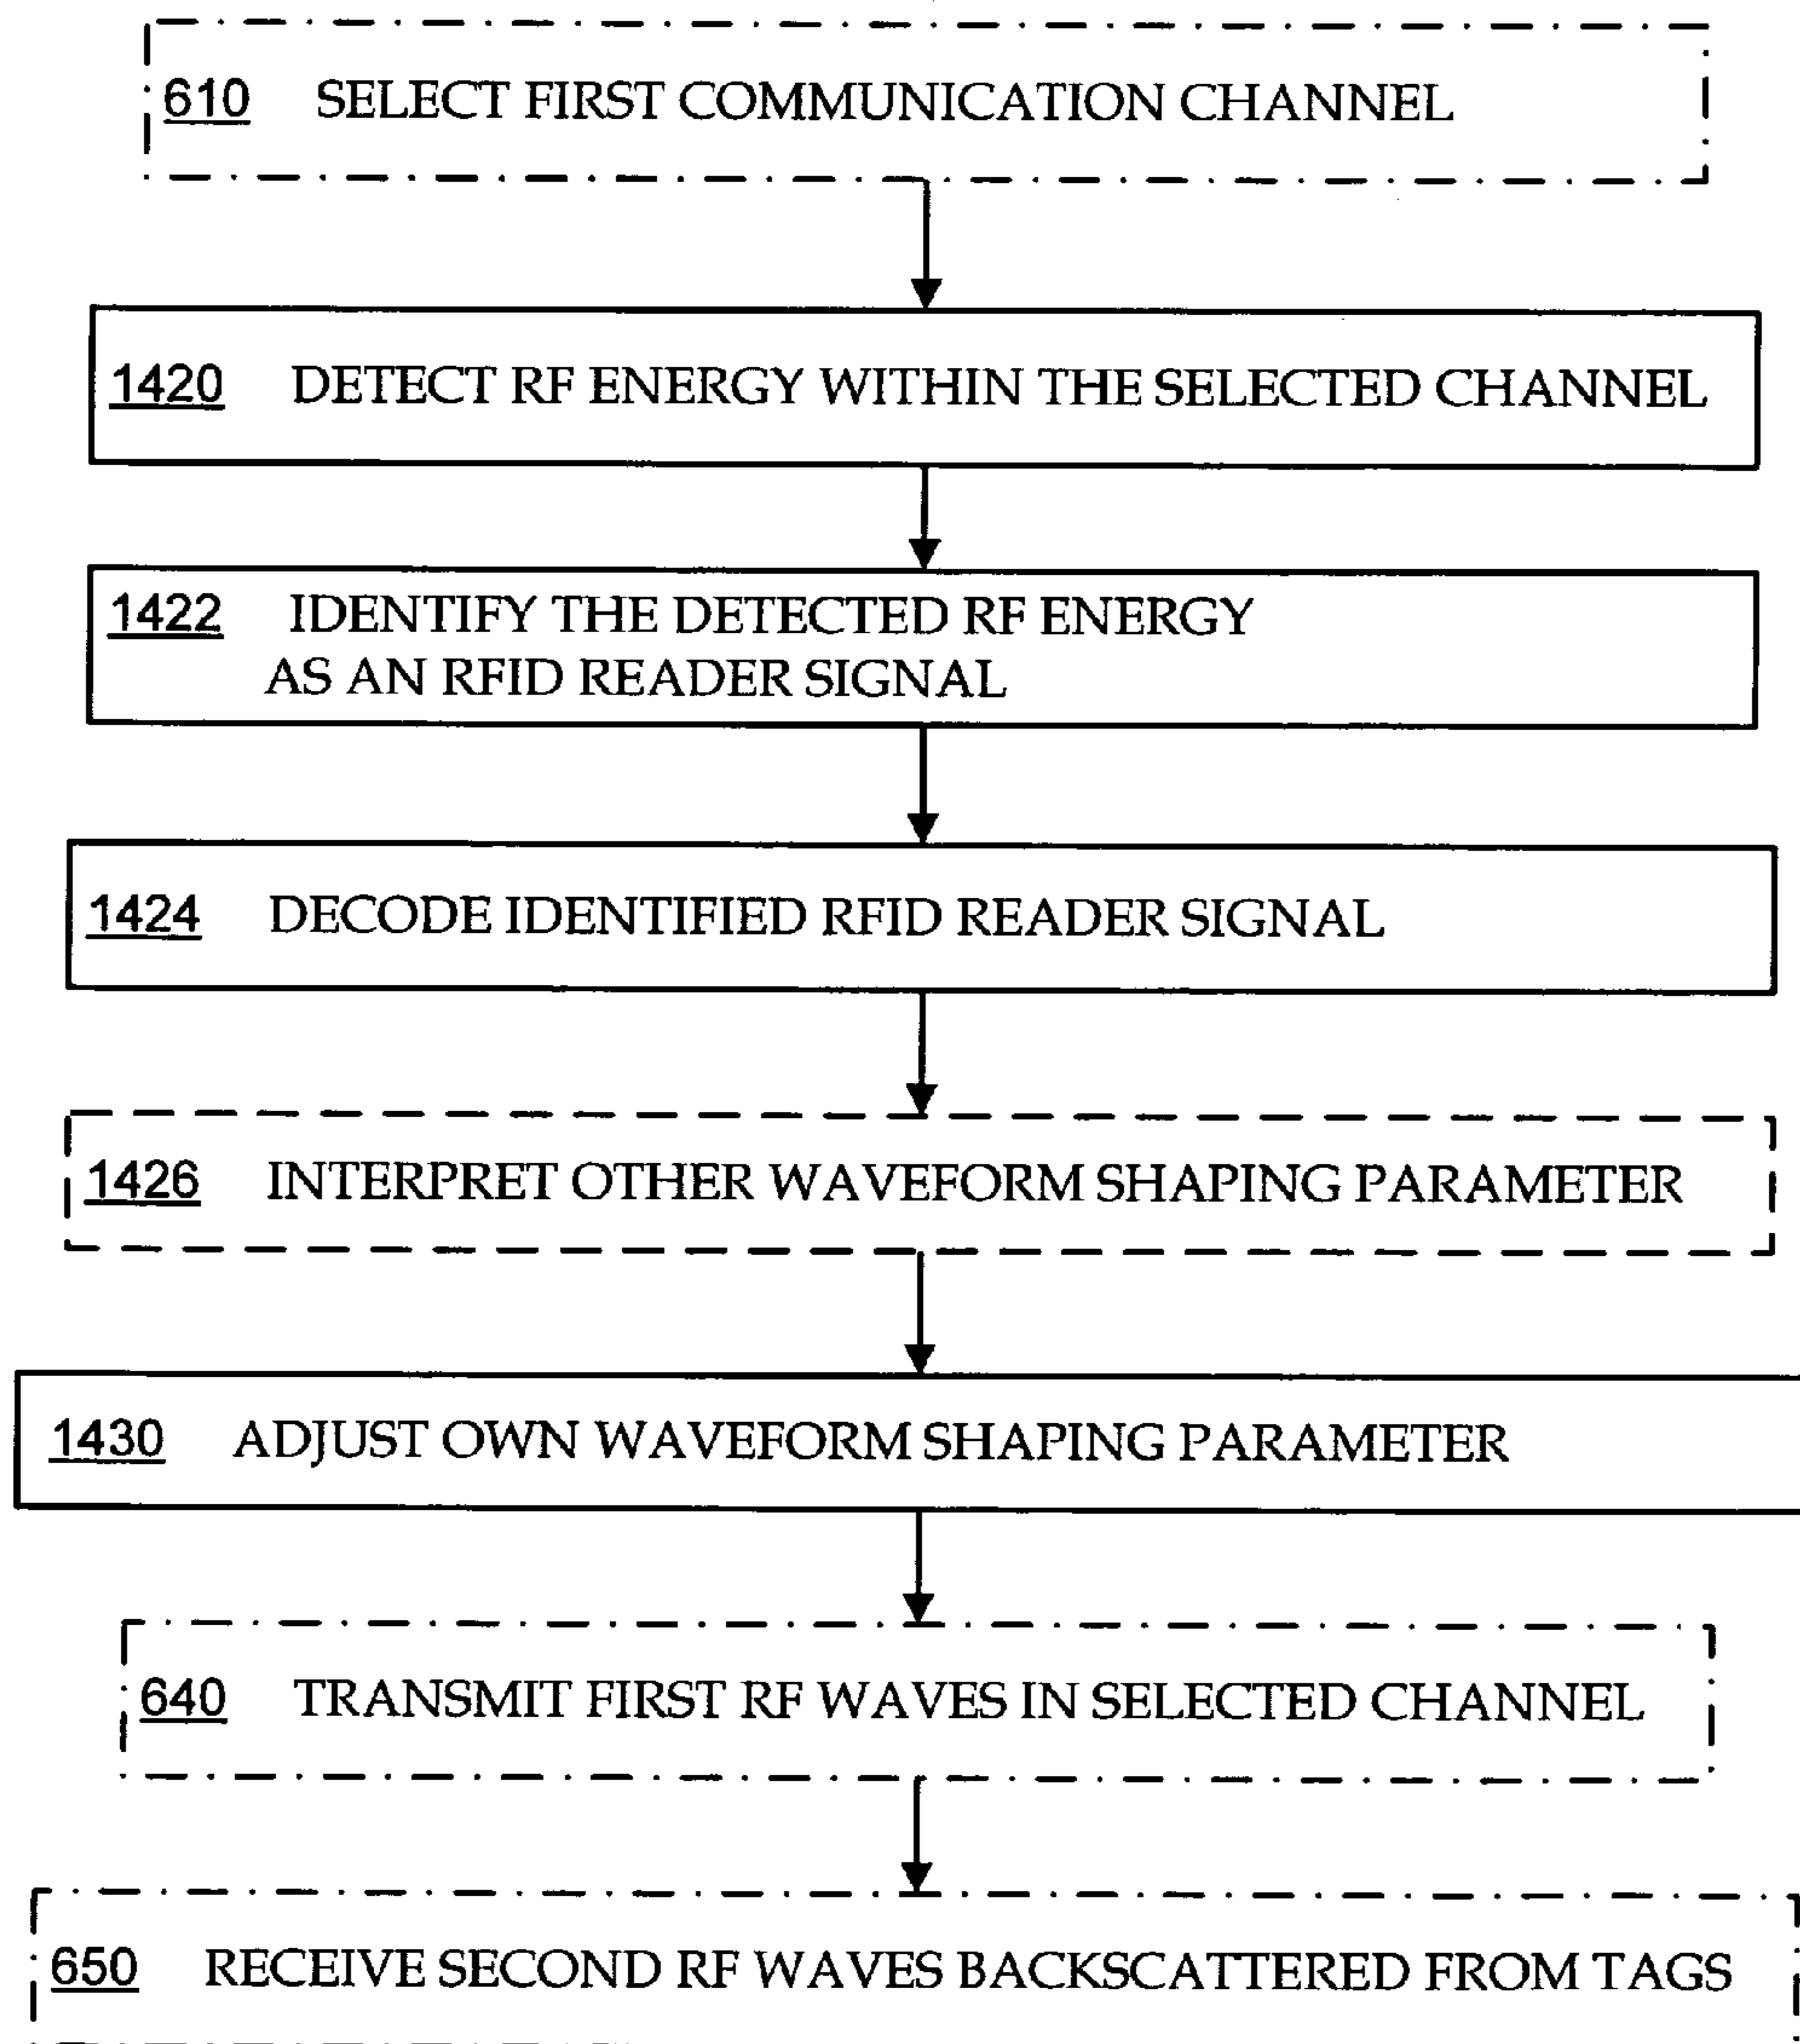 610 SELECT FIRST COMMUNICATION CHANNEL
1420 DETECT RF ENERGY WITHIN THE SELECTED CHANNEL
1422 IDENTIFY THE DETECTED RF ENERGY
AS AN RFID READER SIGNAL
1424 DECODE IDENTIFIED RFID READER SIGNAL
1426 INTERPRET OTHER WAVEFORM SHAPING PARAMETER
1430 ADJUST OWN WAVEFORM SHAPING PARAMETER
640 TRANSMIT FIRST RF WAVES IN SELECTED CHANNEL
650 RECEIVE SECOND RF WAVES BACKSCATTERED FROM TAGS